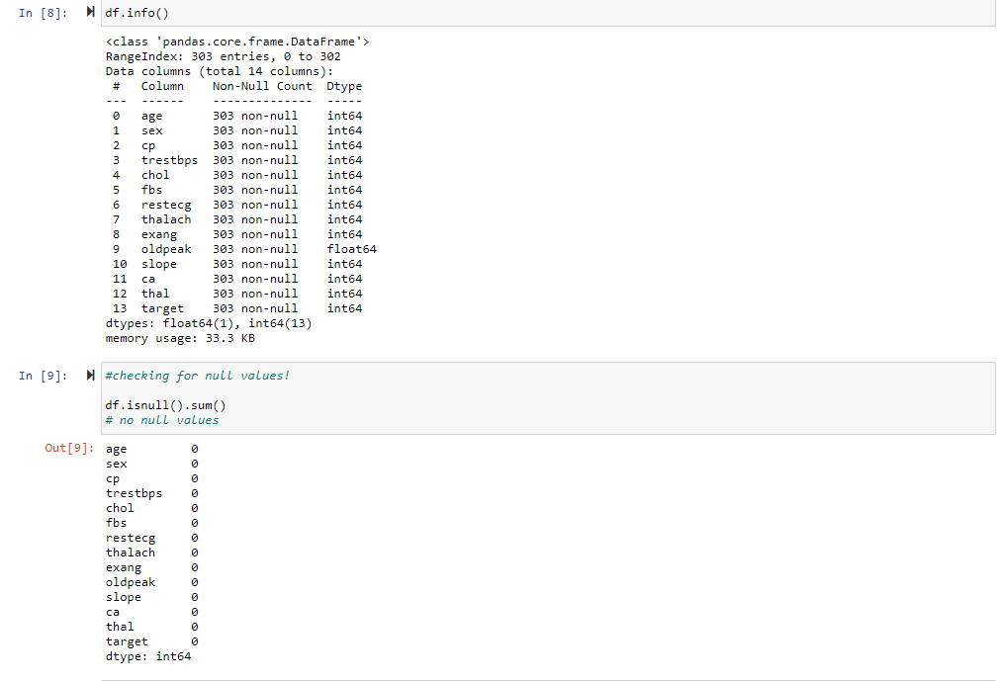 In [8]: df.info()
<class 'pandas.core.frame.DataFrame'>
RangeIndex: 303 entries, 0 to 302
Data columns (total 14 columns):
 #   Column    Non-Null Count  Dtype
---  ------    --------------  -----
 0   age       303 non-null    int64
 1   sex       303 non-null    int64
 2   cp        303 non-null    int64
 3   trestbps  303 non-null    int64
 4   chol      303 non-null    int64
 5   fbs       303 non-null    int64
 6   restecg   303 non-null    int64
 7   thalach   303 non-null    int64
 8   exang     303 non-null    int64
 9   oldpeak   303 non-null    float64
 10  slope     303 non-null    int64
 11  ca        303 non-null    int64
 12  thal      303 non-null    int64
 13  target    303 non-null    int64
dtypes: float64(1), int64(13)
memory usage: 33.3 KB
In [9]: #checking for null values!
df.isnull().sum()
# no null values
Out[9]: age         0
sex         0
cp          0
trestbps    0
chol        0
fbs         0
restecg     0
thalach     0
exang       0
oldpeak     0
slope       0
ca          0
thal        0
target      0
dtype: int64